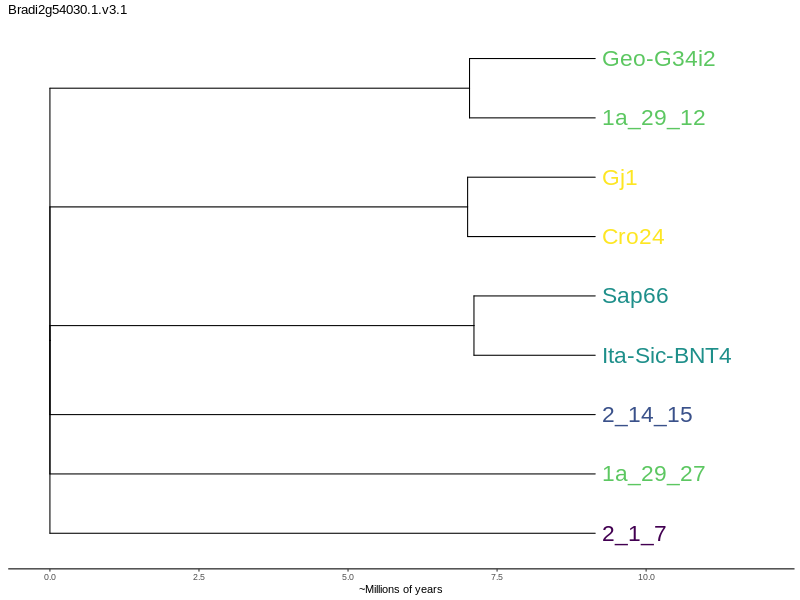 Bradi2g54030.1.v3.1
Geo-G34i2
1a_29_12
Gj1
Cro24
Sap66
Ita-Sic-BNT4
2_14_15
1a_29_27
2_1_7
0.0 2.5 5.0 7.5 10.0
~Millions of years